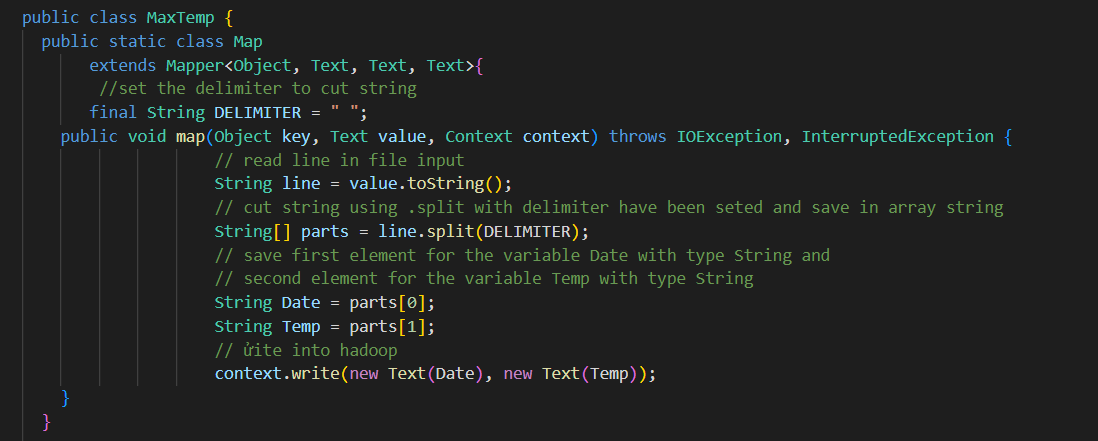 public class MaxTemp {
public static class Map
extends Mapper<Object, Text, Text, Text>{
//set the delimiter to cut string
final String DELIMITER = " ";
public void map(Object key, Text value, Context context) throws IOException, InterruptedException {
// read line in file input
String line = value.toString();
// cut string using .split with delimiter have been seted and save in array string
String[] parts = line.split(DELIMITER);
// save first element for the variable Date with type String and
// second element for the variable Temp with type String
String Date = parts[0];
String Temp = parts[1];
// ửite into hadoop
context.write(new Text(Date), new Text(Temp));
}
}